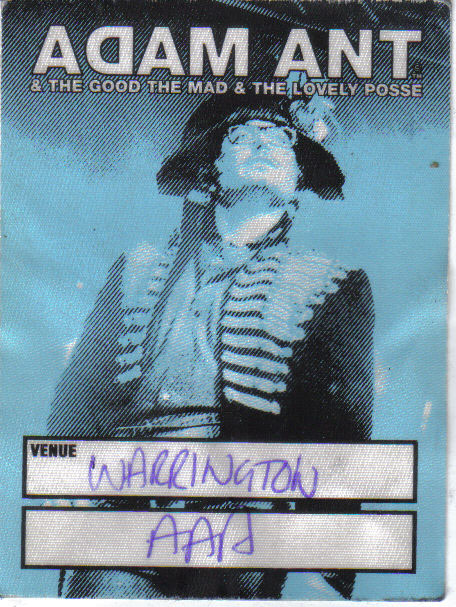 ADAM ANT
& THE GOOD THE MAD & THE LOVELY POSSE
VENUE WARRINGTON
AAA